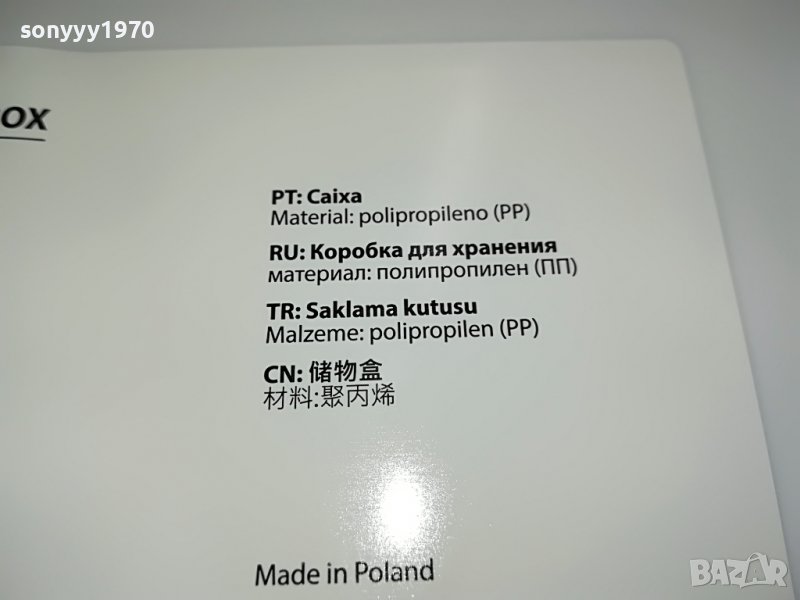 sonyyy1970
OX
PT: Caixa
Material: polipropileno (PP)
RU: Коробка для хранения
материал: полипропилен (ПП)
TR: Saklama kutusu
Malzeme: polipropilen (PP)
CN: 储物盒
材料:聚丙烯
Made in Poland
BAZAR